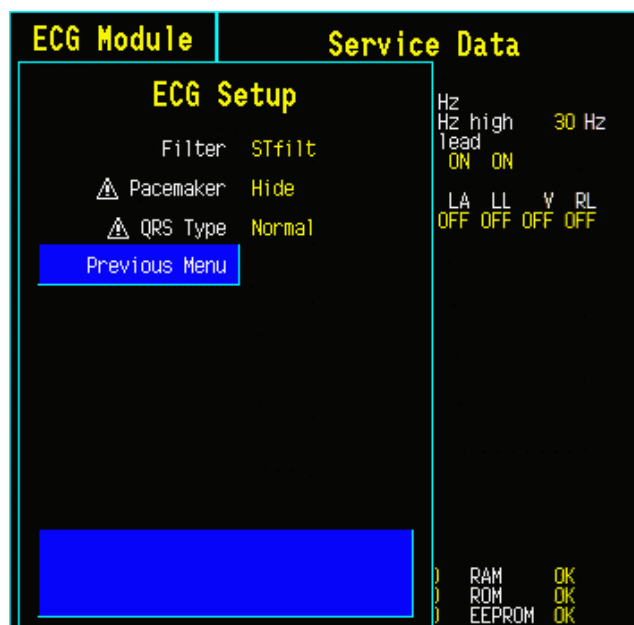 ECG Module
Service Data
ECG Setup
Filter STfilt
⚠ Pacemaker Hide
⚠ QRS Type Normal
Previous Menu
Hz
Hz high 30 Hz
lead
ON ON
LA LL V RL
OFF OFF OFF OFF
) RAM OK
) ROM OK
) EEPROM OK